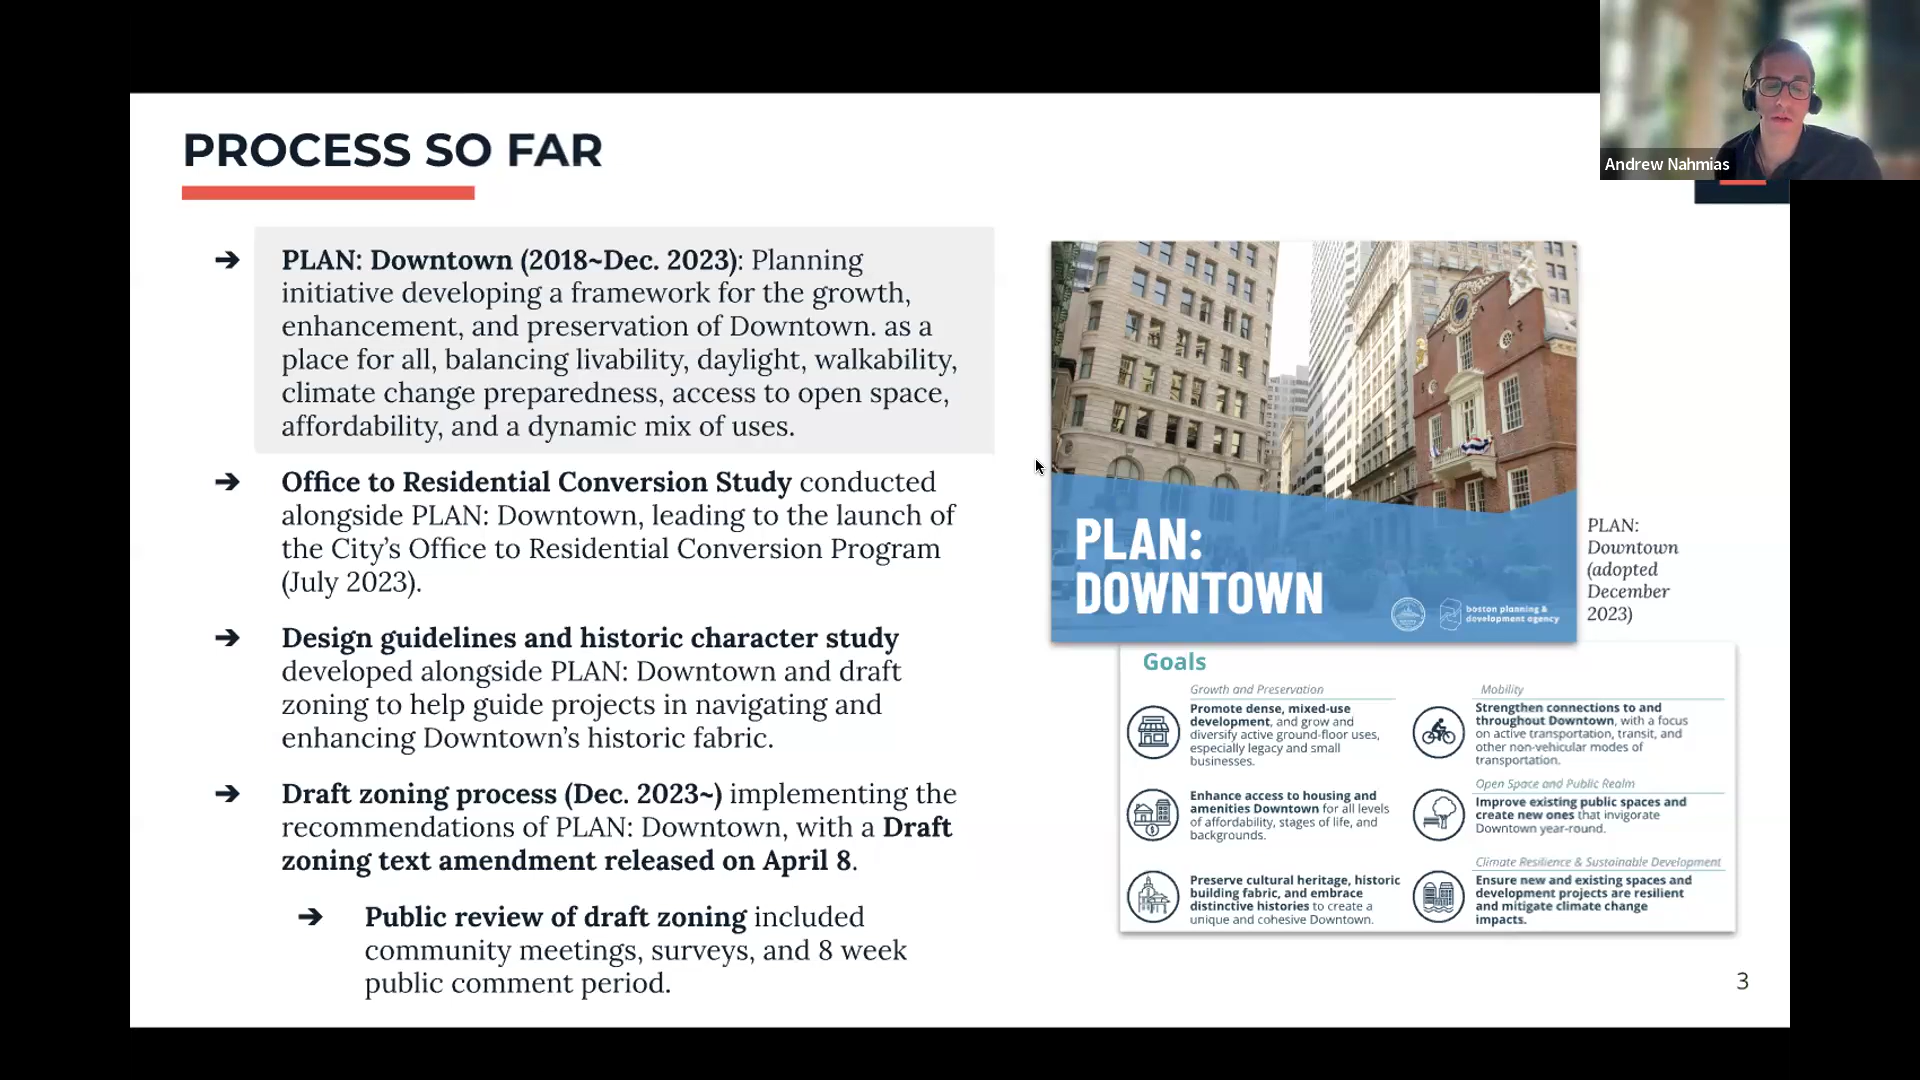 PROCESS SO FAR
Andrew Nahmias
➔ PLAN: Downtown (2018~Dec. 2023): Planning
initiative developing a framework for the growth,
enhancement, and preservation of Downtown. as a
place for all, balancing livability, daylight, walkability,
climate change preparedness, access to open space,
affordability, and a dynamic mix of uses.
➔ Office to Residential Conversion Study conducted
alongside PLAN: Downtown, leading to the launch of
the City’s Office to Residential Conversion Program
(July 2023).
➔ Design guidelines and historic character study
developed alongside PLAN: Downtown and draft
zoning to help guide projects in navigating and
enhancing Downtown’s historic fabric.
➔ Draft zoning process (Dec. 2023~) implementing the
recommendations of PLAN: Downtown, with a Draft
zoning text amendment released on April 8.
➔ Public review of draft zoning included
community meetings, surveys, and 8 week
public comment period.
PLAN:
DOWNTOWN
boston planning &
development agency
PLAN:
Downtown
(adopted
December
2023)
Goals
Growth and Preservation
Promote dense, mixed-use
development, and grow and
diversify active ground-floor uses,
especially legacy and small
businesses.
Enhance access to housing and
amenities Downtown for all levels
of affordability, stages of life, and
backgrounds.
Preserve cultural heritage, historic
building fabric, and embrace
distinctive histories to create a
unique and cohesive Downtown.
Mobility
Strengthen connections to and
throughout Downtown, with a focus
on active transportation, transit, and
other non-vehicular modes of
transportation.
Open Space and Public Realm
Improve existing public spaces and
create new ones that invigorate
Downtown year-round.
Climate Resilience & Sustainable Development
Ensure new and existing spaces and
development projects are resilient
and mitigate climate change
impacts.
3